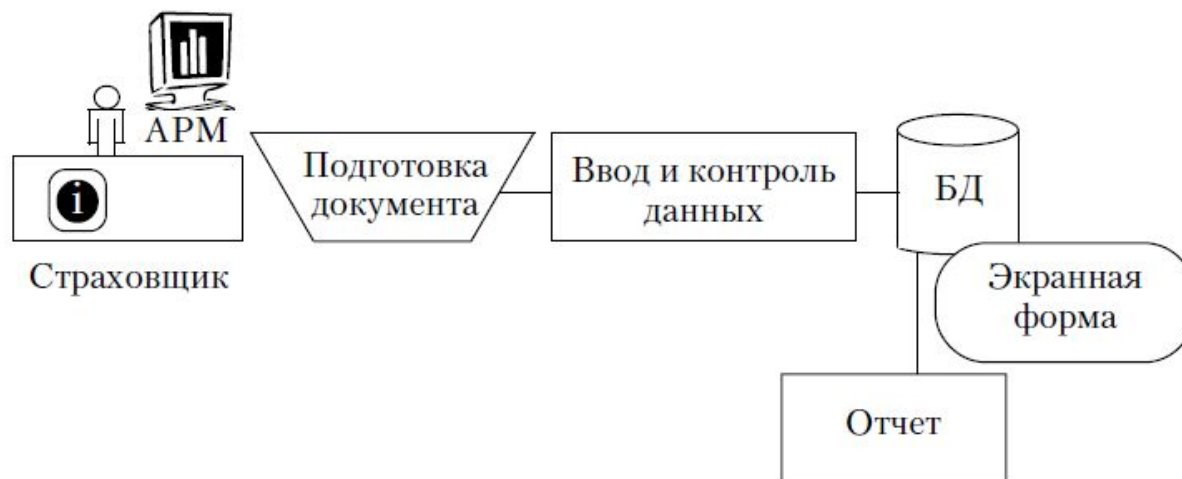 АРМ
i
Страховщик
Подготовка
документа
Ввод и контроль
данных
БД
Экранная
форма
Отчет